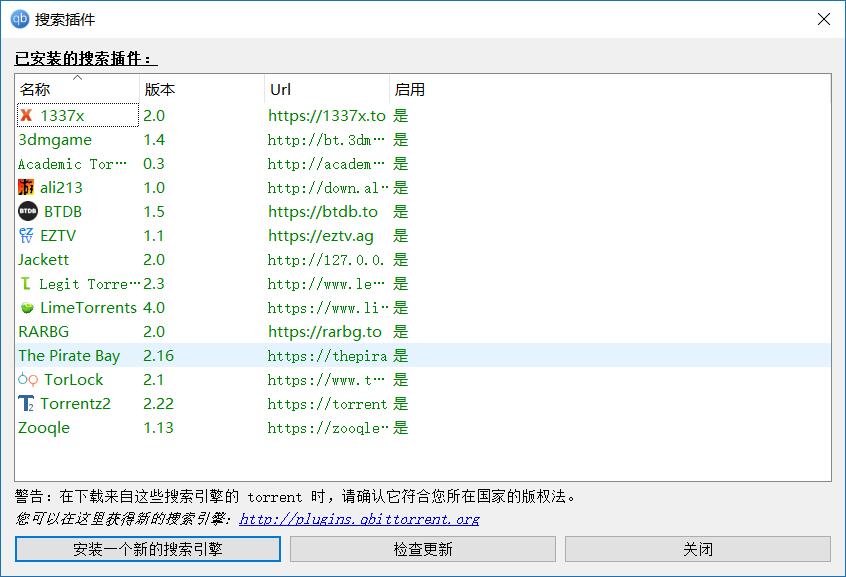 qb 搜索插件
已安装的搜索插件：
名称 版本 Url 启用
1337x 2.0 https://1337x.to 是
3dmgame 1.4 http://bt.3dm… 是
Academic Tor… 0.3 http://academ… 是
ali213 1.0 http://down.al… 是
BTDB BTDB 1.5 https://btdb.to 是
EZTV 1.1 https://eztv.ag 是
Jackett 2.0 http://127.0.0. 是
Legit Torre… 2.3 http://www.le… 是
LimeTorrents 4.0 https://www.li… 是
RARBG 2.0 https://rarbg.to 是
The Pirate Bay 2.16 https://thepira 是
TorLock 2.1 https://www.t… 是
Torrentz2 2.22 https://torrent 是
Zooqle 1.13 https://zooqle… 是
警告：在下载来自这些搜索引擎的 torrent 时，请确认它符合您所在国家的版权法。
您可以在这里获得新的搜索引擎：http://plugins.qbittorrent.org
安装一个新的搜索引擎 检查更新 关闭